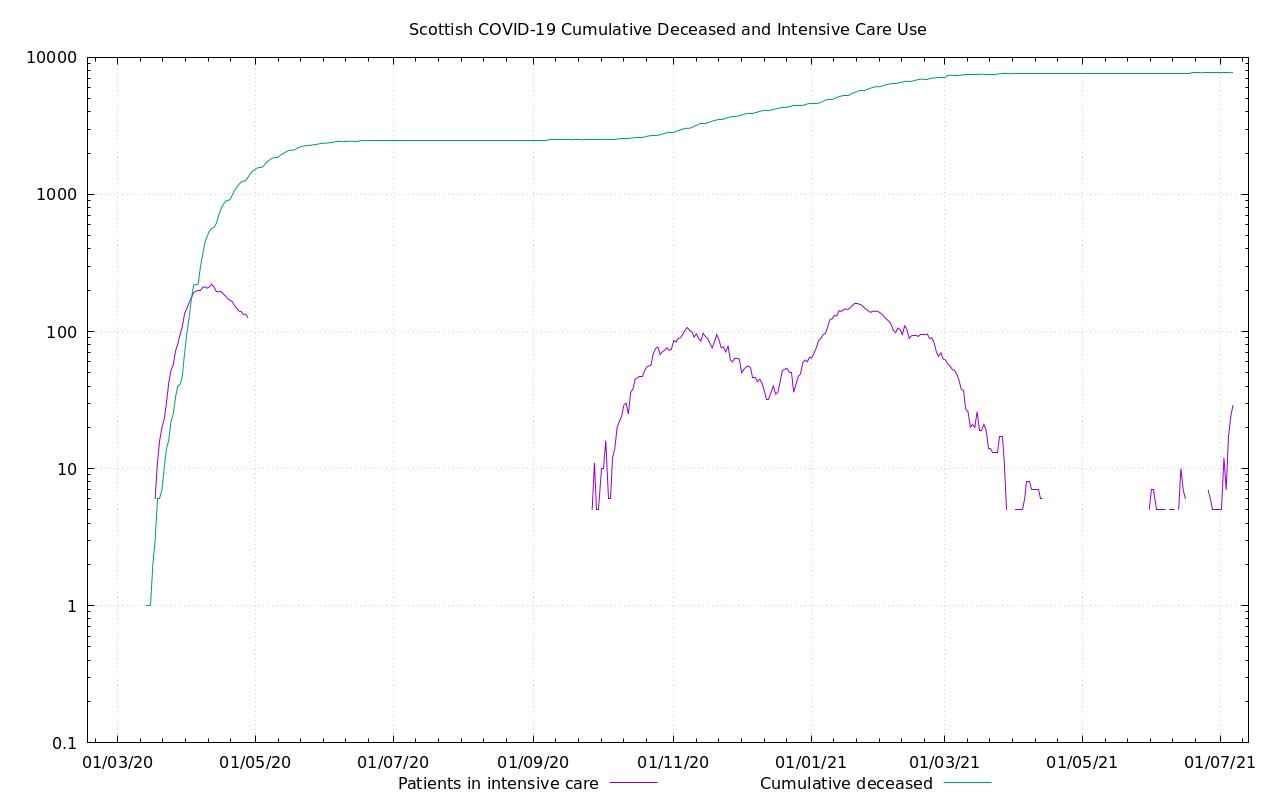 Scottish COVID-19 Cumulative Deceased and Intensive Care Use
10000
1000
100
10
1
0.1
01/03/20 01/05/20 01/07/20 01/09/20 01/11/20 01/01/21 01/03/21 01/05/21 01/07/21
Patients in intensive care Cumulative deceased